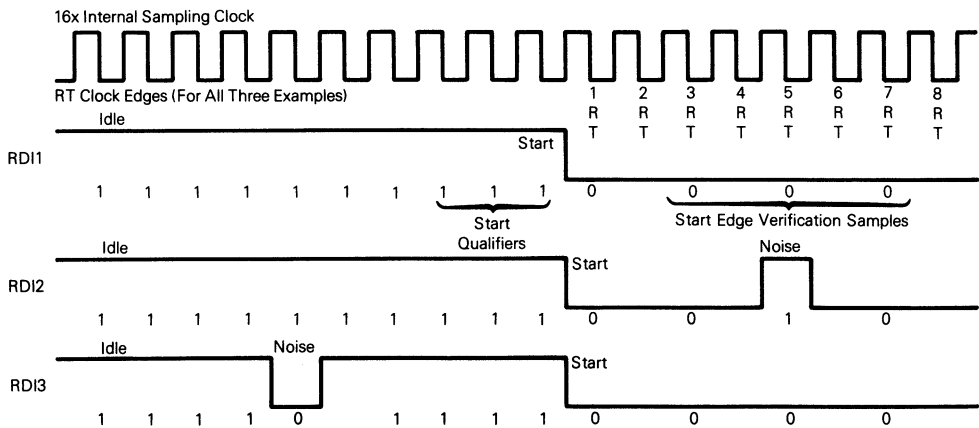 16x Internal Sampling Clock
RT Clock Edges (For All Three Examples)
1 2 3 4 5 6 7 8
R R R R R R R R
T T T T T T T T
Idle
Start
RDI1
1 1 1 1 1 1 1 1 1 1 0 0 0 0
Start
Qualifiers
Start Edge Verification Samples
Idle
Noise
Start
RDI2
1 1 1 1 1 1 1 1 1 1 0 0 1 0
Idle
Noise
Start
RDI3
1 1 1 1 0 1 1 1 1 0 0 0 0